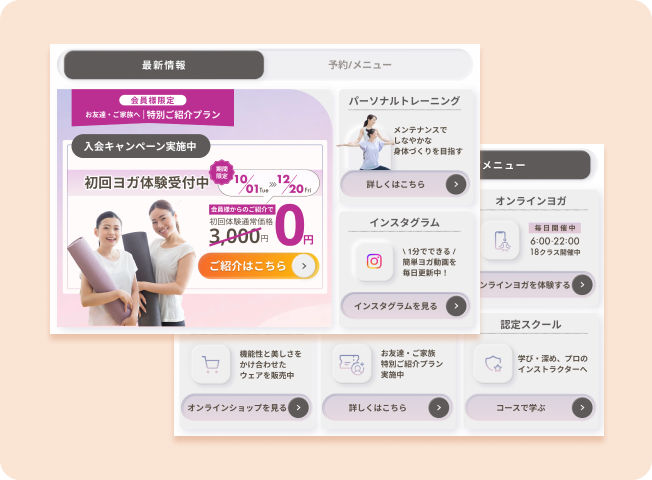 最新情報
予約/メニュー
会員様限定
お友達・ご家族へ|特別ご紹介プラン
入会キャンペーン実施中
期間
限定
初回ヨガ体験受付中
10/01Tue
12/20Fri
会員様からのご紹介で
初回体験通常価格
3,000円
0円
ご紹介はこちら
パーソナルトレーニング
メンテナンスで
しなやかな
身体づくりを目指す
詳しくはこちら
インスタグラム
\ 1分でできる /
簡単ヨガ動画を
毎日更新中!
インスタグラムを見る
メニュー
オンラインヨガ
毎日開催中
6:00-22:00
18クラス開催中
ンラインヨガを体験する
認定スクール
学び・深め、プロの
インストラクターへ
コースで学ぶ
機能性と美しさを
かけ合わせた
ウェアを販売中
オンラインショップを見る
お友達・ご家族
特別ご紹介プラン
実施中
詳しくはこちら